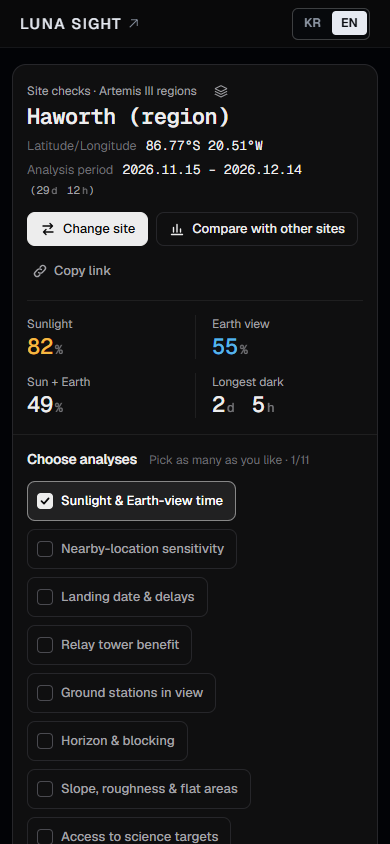 LUNA SIGHT ↗
KR EN
Site checks · Artemis III regions
Haworth (region)
Latitude/Longitude 86.77°S 20.51°W
Analysis period 2026.11.15 – 2026.12.14
(29d 12h)
Change site
Compare with other sites
Copy link
Sunlight
82%
Earth view
55%
Sun + Earth
49%
Longest dark
2d 5h
Choose analyses Pick as many as you like · 1/11
Sunlight & Earth-view time
Nearby-location sensitivity
Landing date & delays
Relay tower benefit
Ground stations in view
Horizon & blocking
Slope, roughness & flat areas
Access to science targets